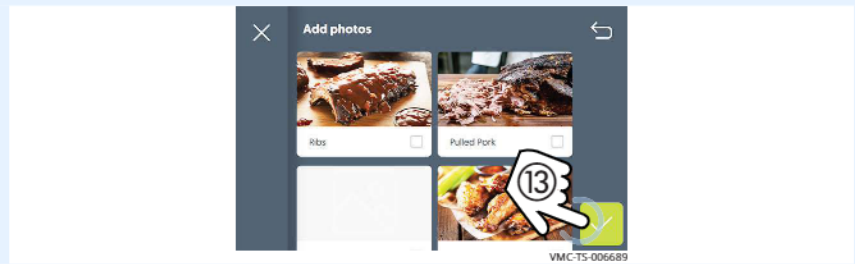 Add photos
Ribs
Pulled Pork
13
VMC-TS-006689